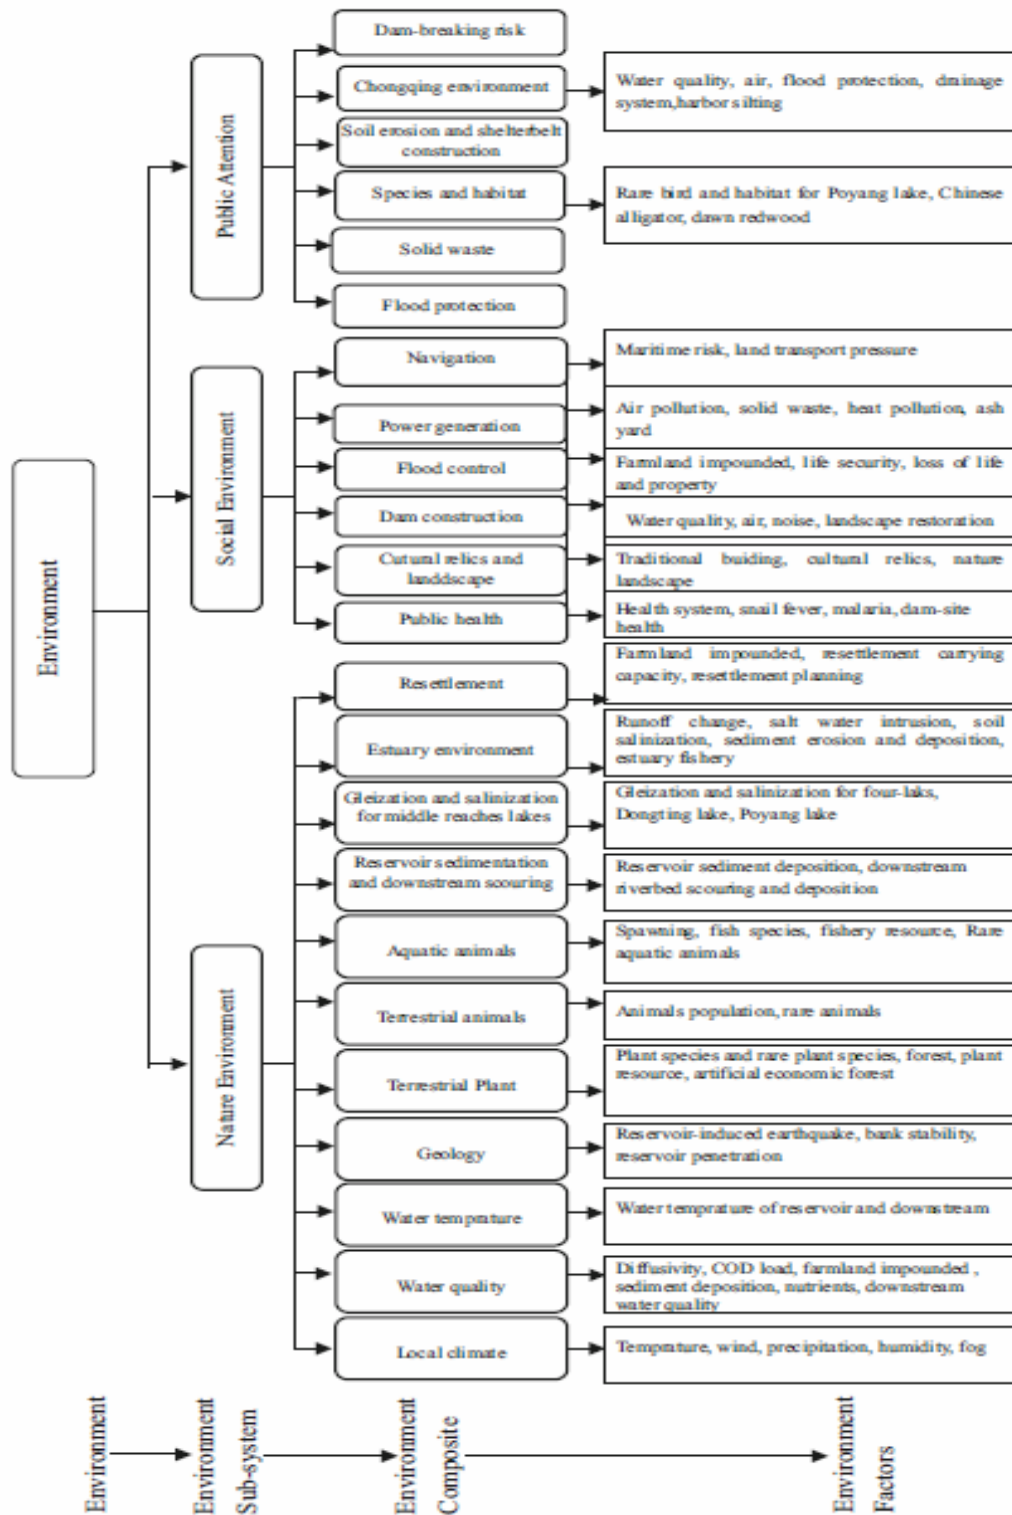 Environment
Public Attention
Social Environment
Nature Environment
Dam-breaking risk
Chongqing environment
Water quality, air, flood protection, drainage
system,harbor silting
Soil erosion and shelterbelt
construction
Species and habitat
Rare bird and habitat for Poyang lake, Chinese
alligator, dawn redwood
Solid waste
Flood protection
Navigation
Maritime risk, land transport pressure
Power generation
Air pollution, solid waste, heat pollution, ash
yard
Flood control
Farmland impounded, life security, loss of life
and property
Dam construction
Water quality, air, noise, landscape restoration
Cutural relics and
landdscape
Traditional buiding, cultural relics, nature
landscape
Public health
Health system, snail fever, malaria, dam-site
health
Resettlement
Farmland impounded, resettlement carrying
capacity, resettlement planning
Estuary environment
Runoff change, salt water intrusion, soil
salinization, sediment erosion and deposition,
estuary fishery
Gleization and salinization
for middle reaches lakes
Gleization and salinization for four-laks,
Dongting lake, Poyang lake
Reservoir sedimentation
and downstream scouring
Reservoir sediment deposition, downstream
riverbed scouring and deposition
Aquatic animals
Spawning, fish species, fishery resource, Rare
aquatic animals
Terrestrial animals
Animals population, rare animals
Terrestrial Plant
Plant species and rare plant species, forest, plant
resource, artificial economic forest
Geology
Reservoir-induced earthquake, bank stability,
reservoir penetration
Water temprature
Water temprature of reservoir and downstream
Water quality
Diffusivity, COD load, farmland impounded ,
sediment deposition, nutrients, downstream
water quality
Local climate
Temprature, wind, precipitation, humidity, fog
Environment
Environment
Sub-system
Environment
Composite
Environment
Factors